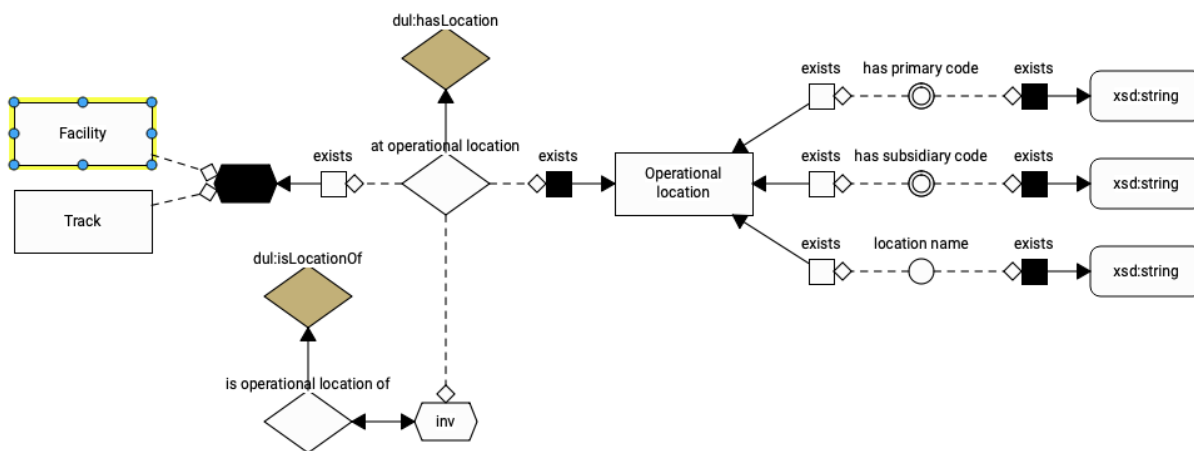 dul:hasLocation
exists
has primary code
exists
xsd:string
Facility
exists
at operational location
exists
Operational
location
exists
has subsidiary code
exists
xsd:string
Track
exists
location name
exists
xsd:string
dul:isLocationOf
is operational location of
inv